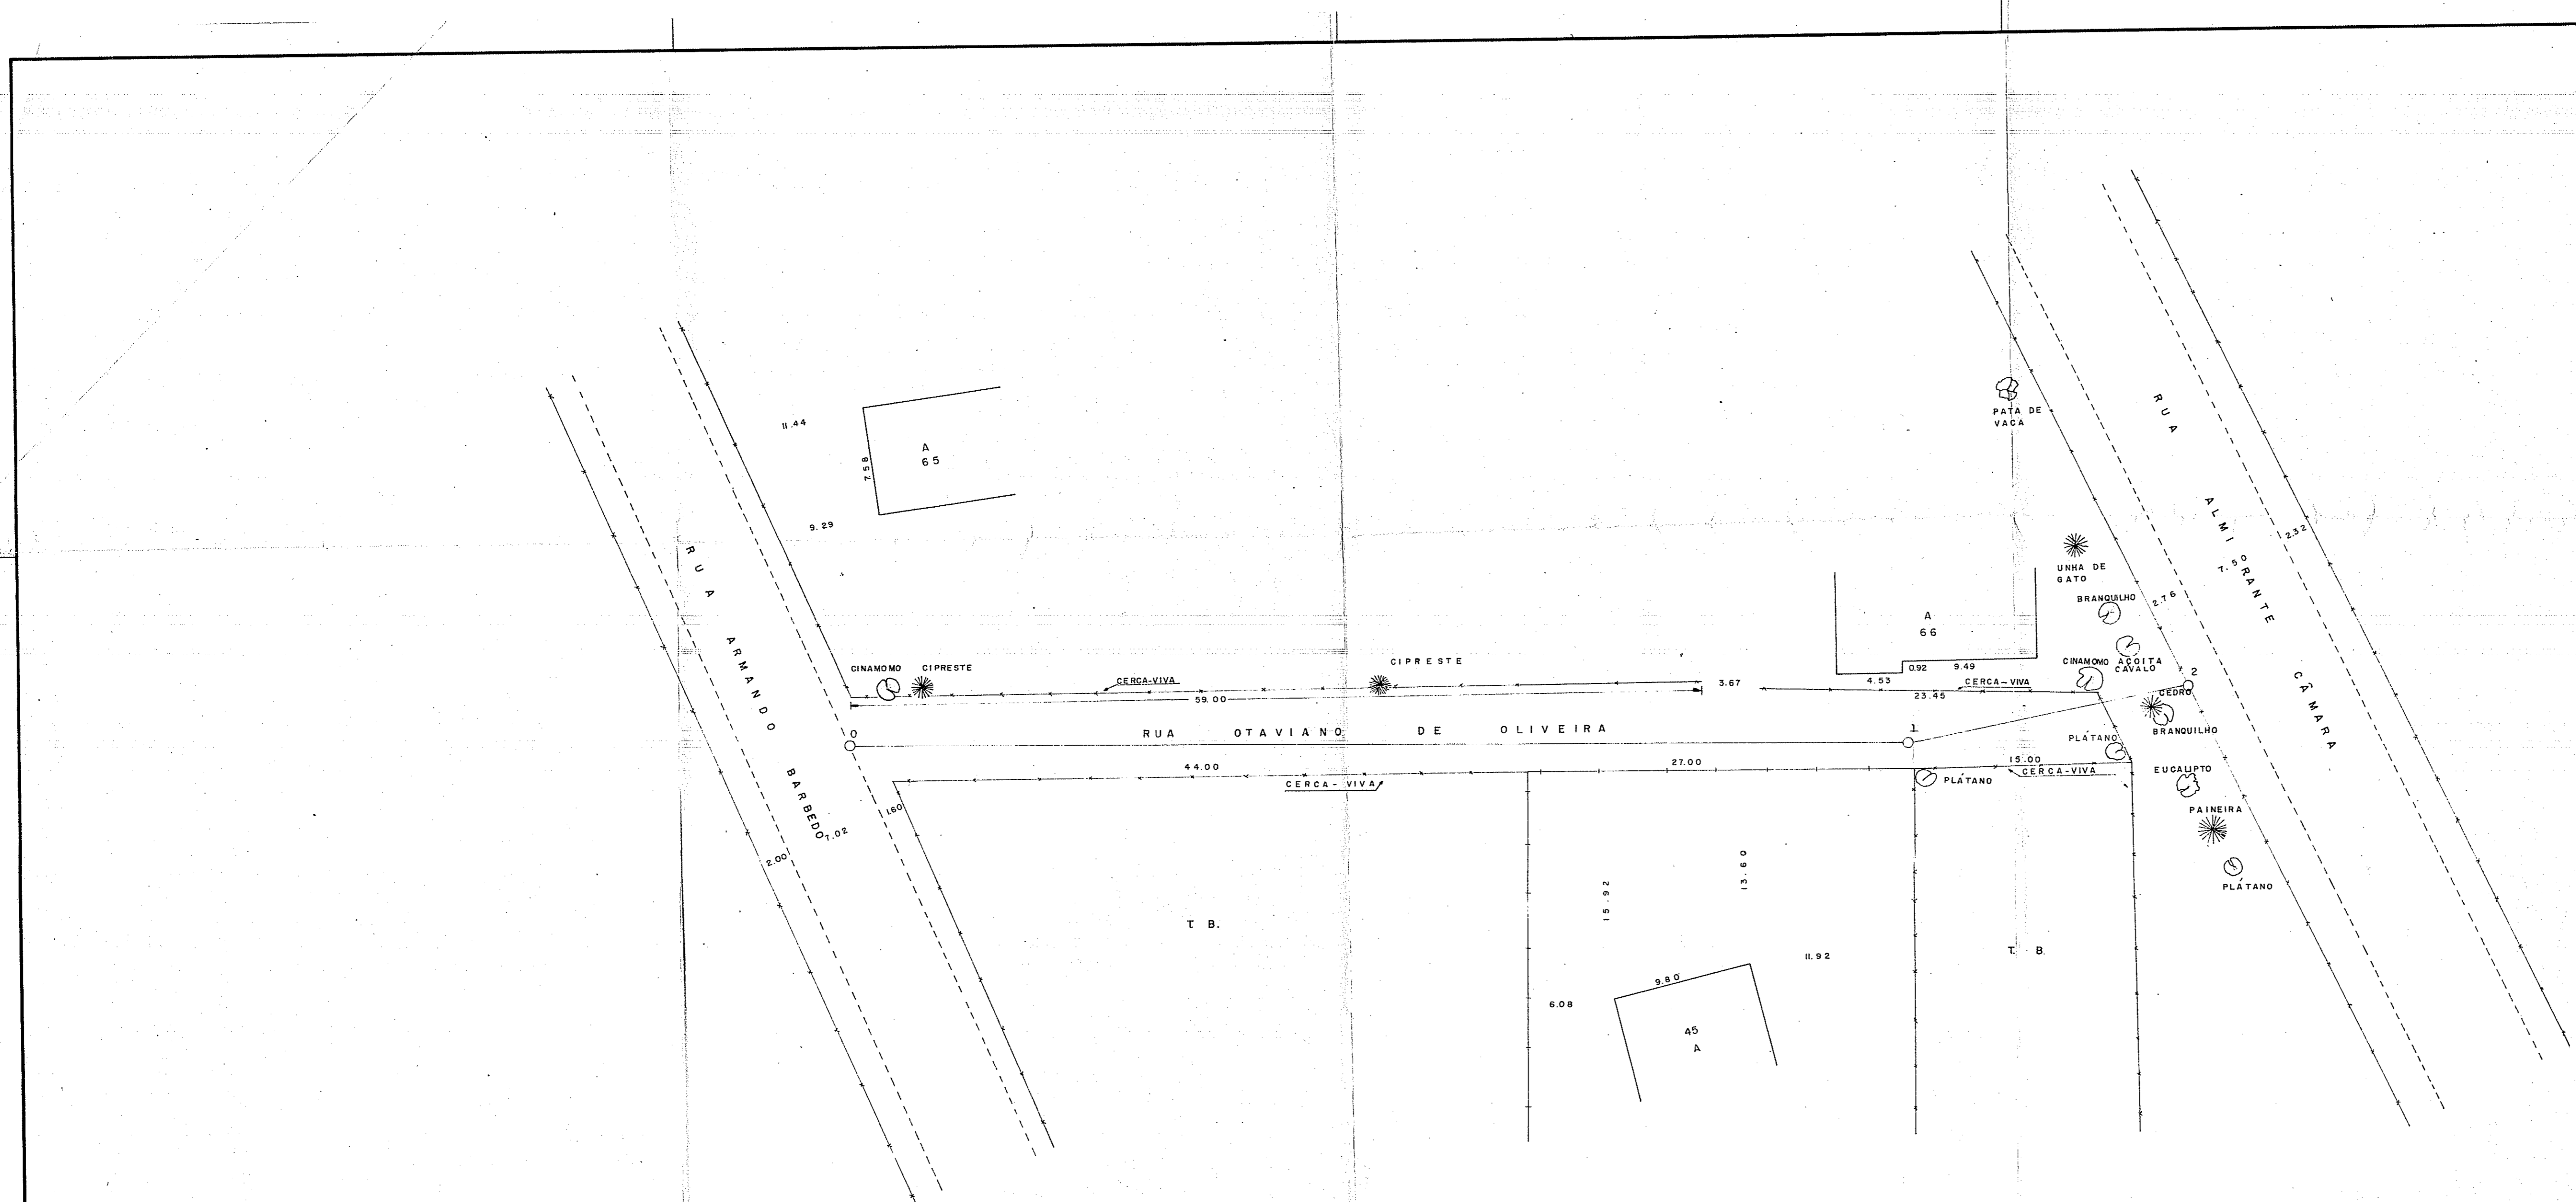 11.44
7.58
A
65
9.29
PATA DE
VACA
RUA ALMIRANTE CÂMARA
2.32
7.50
2.76
UNHA DE
GATO
BRANQUILHO
RUA ARMANDO BARBEDO
CINAMOMO
CIPRESTE
CERCA-VIVA
59.00
CIPRESTE
3.67
A
66
0.92
9.49
4.53
23.45
CERCA-VIVA
CINAMOMO
AÇOITA
CAVALO
2
CEDRO
BRANQUILHO
0
RUA OTAVIANO DE OLIVEIRA
1
PLÁTANO
44.00
CERCA-VIVA
27.00
15.00
CERCA-VIVA
PLÁTANO
EUCALIPTO
PAINEIRA
PLÁTANO
1.60
7.02
2.00
T. B.
15.92
13.60
11.92
9.80
6.08
45
A
T. B.